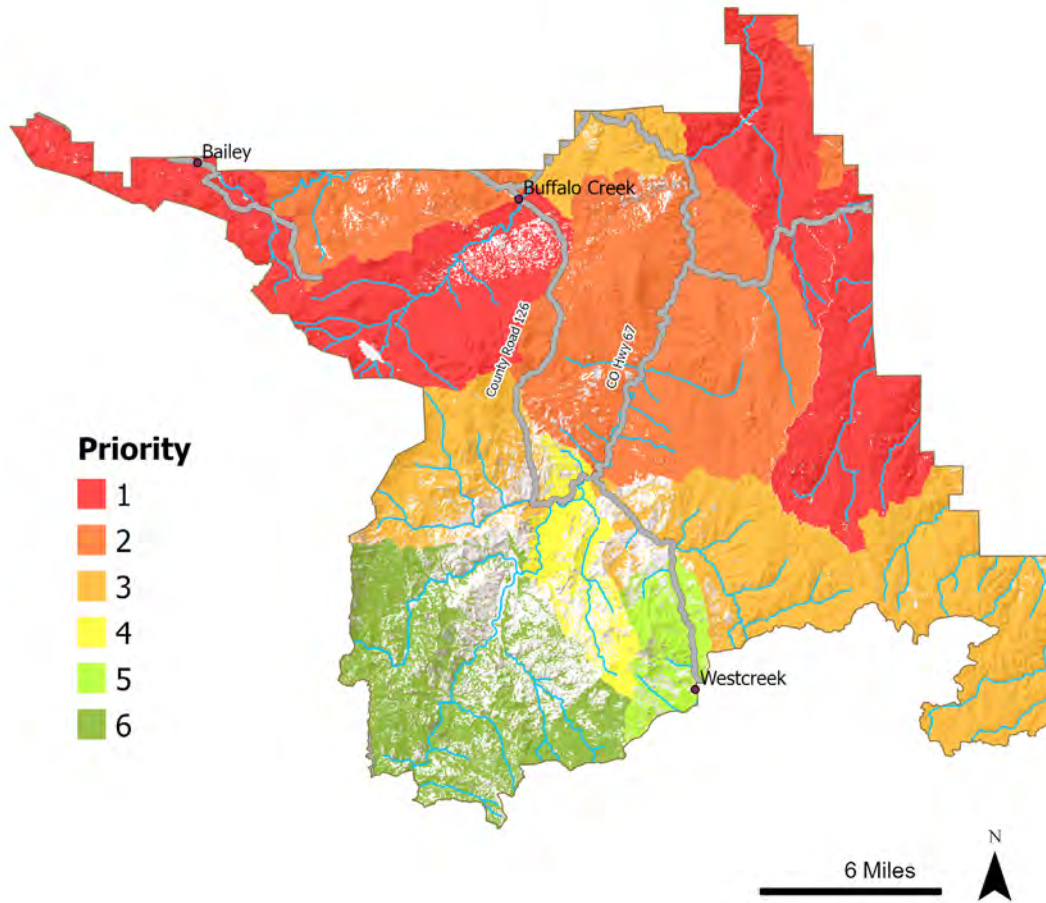 Bailey
Buffalo Creek
County Road 126
CO Hwy 67
Priority
1
2
3
4
5
6
Westcreek
6 Miles
N